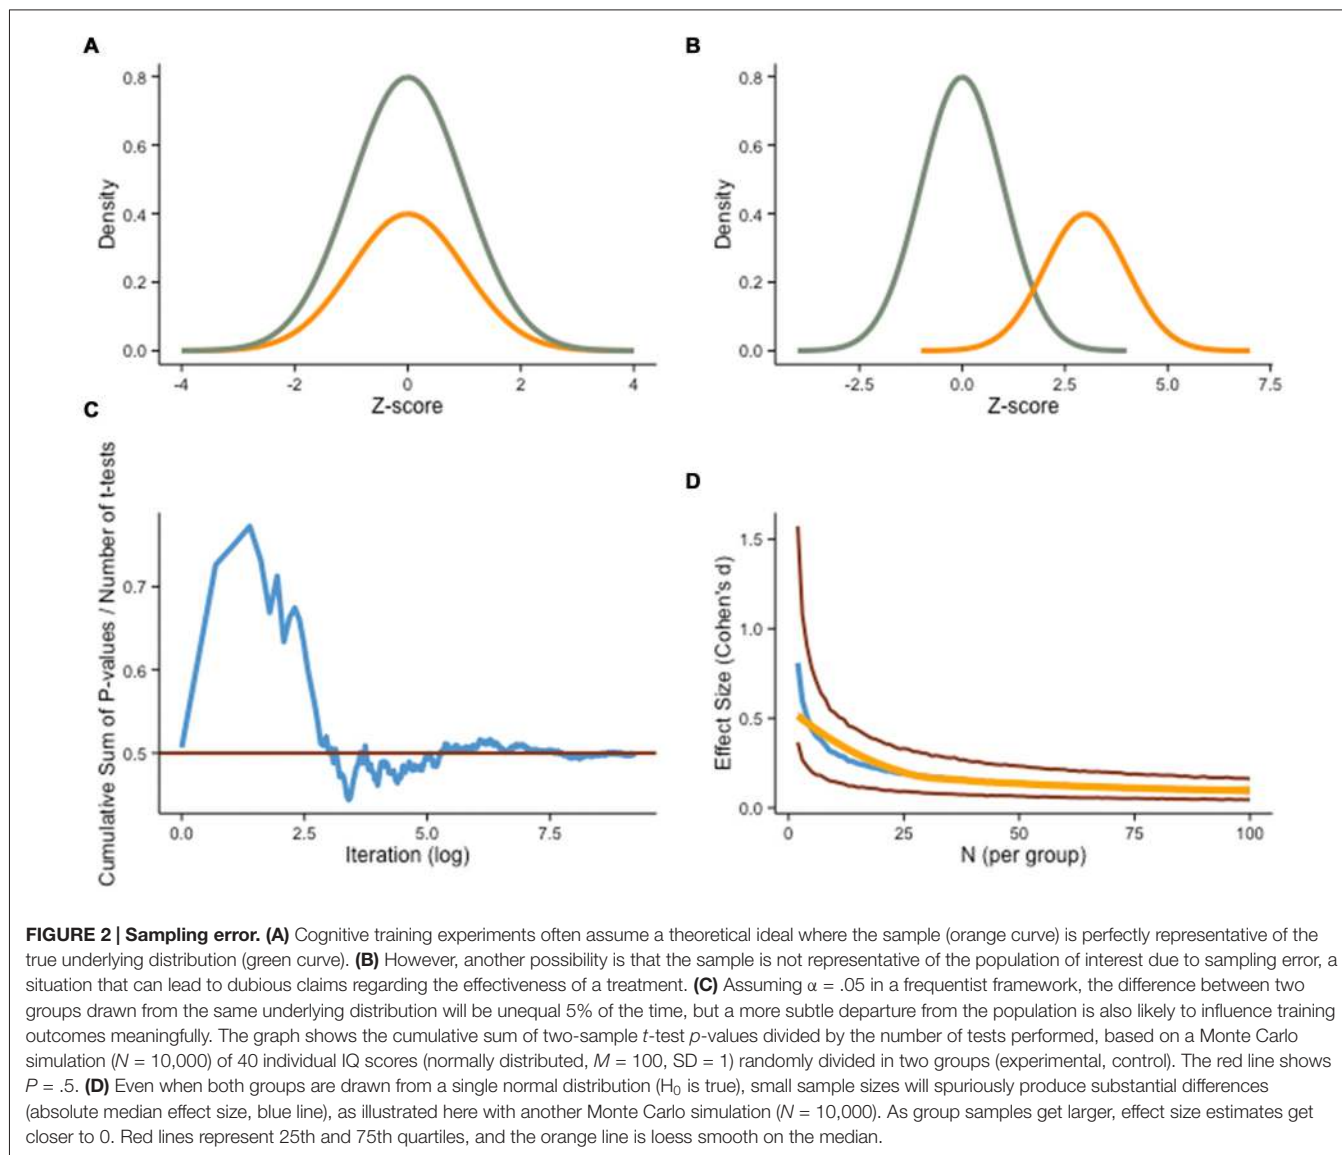 A
Density
0.8
0.6
0.4
0.2
0.0
-4
-2
0
2
4
Z-score
B
Density
0.8
0.6
0.4
0.2
0.0
-2.5
0.0
2.5
5.0
7.5
Z-score
C
Cumulative Sum of P-values / Number of t-tests
0.7
0.6
0.5
0.0
2.5
5.0
7.5
Iteration (log)
D
Effect Size (Cohen's d)
1.5
1.0
0.5
0.0
0
25
50
75
100
N (per group)
FIGURE 2 | Sampling error. (A) Cognitive training experiments often assume a theoretical ideal where the sample (orange curve) is perfectly representative of the
true underlying distribution (green curve). (B) However, another possibility is that the sample is not representative of the population of interest due to sampling error, a
situation that can lead to dubious claims regarding the effectiveness of a treatment. (C) Assuming α = .05 in a frequentist framework, the difference between two
groups drawn from the same underlying distribution will be unequal 5% of the time, but a more subtle departure from the population is also likely to influence training
outcomes meaningfully. The graph shows the cumulative sum of two-sample t-test p-values divided by the number of tests performed, based on a Monte Carlo
simulation (N = 10,000) of 40 individual IQ scores (normally distributed, M = 100, SD = 1) randomly divided in two groups (experimental, control). The red line shows
P = .5. (D) Even when both groups are drawn from a single normal distribution (H0 is true), small sample sizes will spuriously produce substantial differences
(absolute median effect size, blue line), as illustrated here with another Monte Carlo simulation (N = 10,000). As group samples get larger, effect size estimates get
closer to 0. Red lines represent 25th and 75th quartiles, and the orange line is loess smooth on the median.